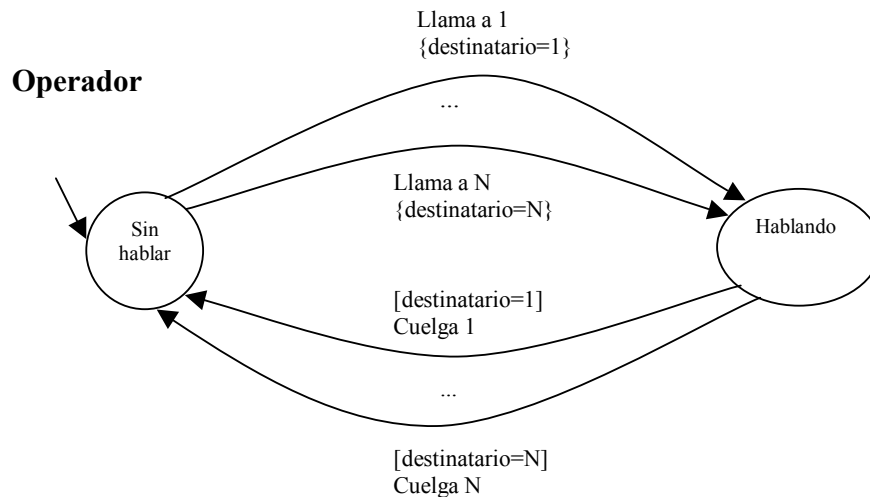 Llama a 1
{destinatario=1}
Operador
...
Llama a N
{destinatario=N}
Sin
hablar
Hablando
[destinatario=1]
Cuelga 1
...
[destinatario=N]
Cuelga N